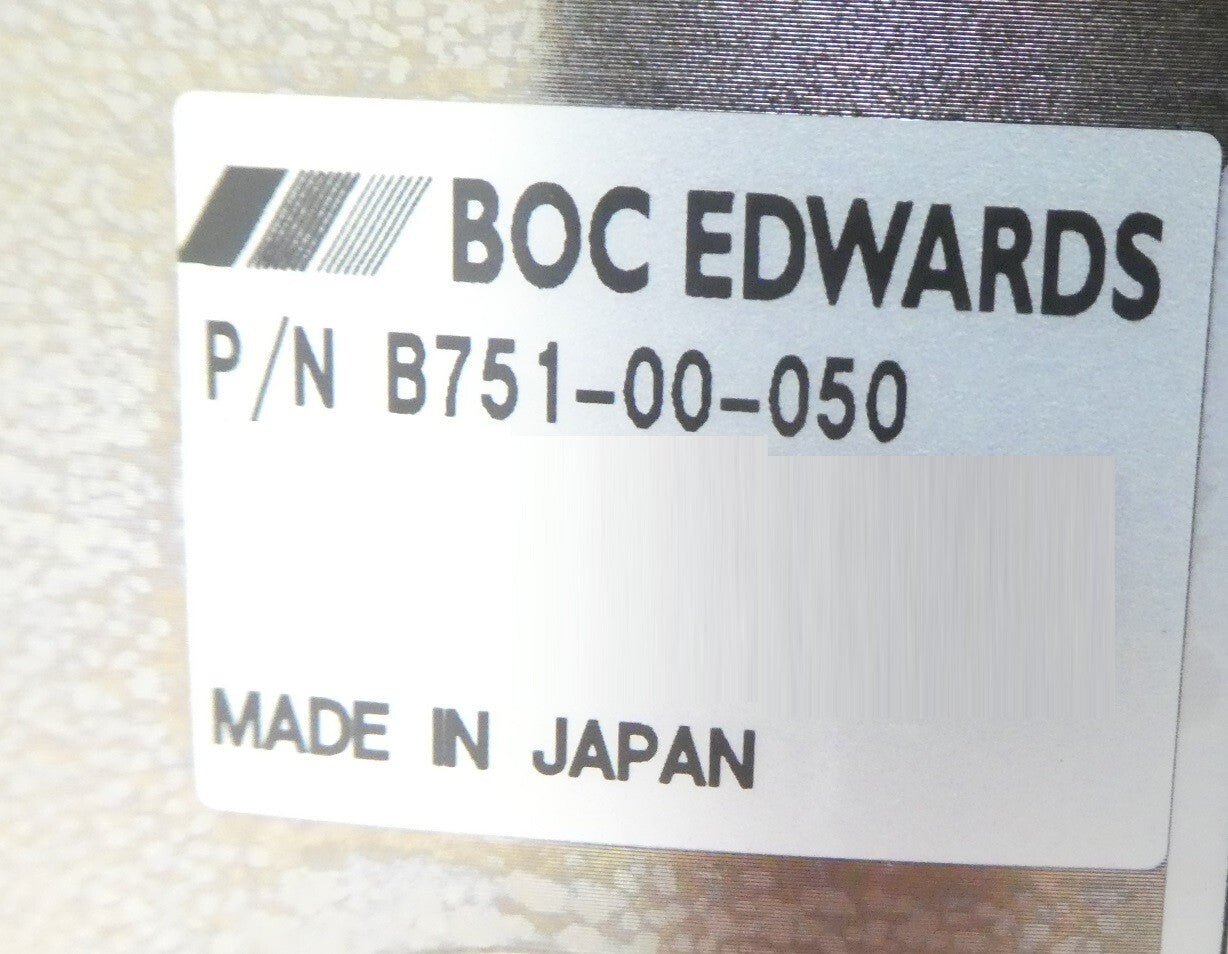 BOC EDWARDS
P/N B751-00-050
MADE IN JAPAN